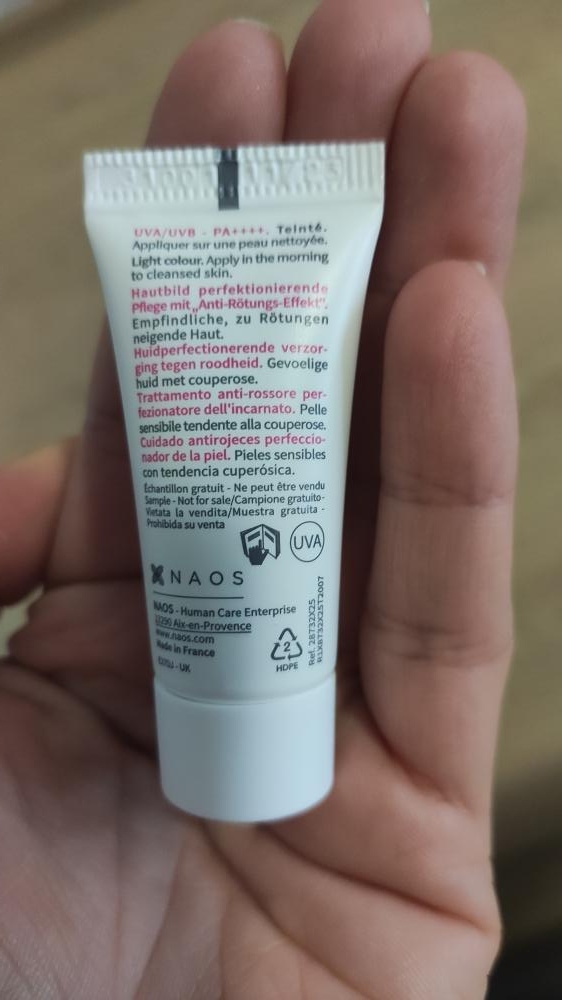 UVA/UVB - PA++++. Teinté.
Appliquer sur une peau nettoyée.
Light colour. Apply in the morning
to cleansed skin.
Hautbild perfektionierende
Pflege mit „Anti-Rötungs-Effekt“.
Empfindliche, zu Rötungen
neigende Haut.
Huidperfectionerende verzor-
ging tegen roodheid. Gevoelige
huid met couperose.
Trattamento anti-rossore per-
fezionatore dell'incarnato. Pelle
sensibile tendente alla couperose.
Cuidado antirojeces perfeccio-
nador de la piel. Pieles sensibles
con tendencia cuperósica.
Échantillon gratuit - Ne peut être vendu
Sample - Not for sale/Campione gratuito-
Vietata la vendita/Muestra gratuita -
Prohibida su venta
UVA
NAOS
NAOS - Human Care Enterprise
13290 Aix-en-Provence
www.naos.com
Made in France
- UK
2
HDPE
Ref. 28732X25